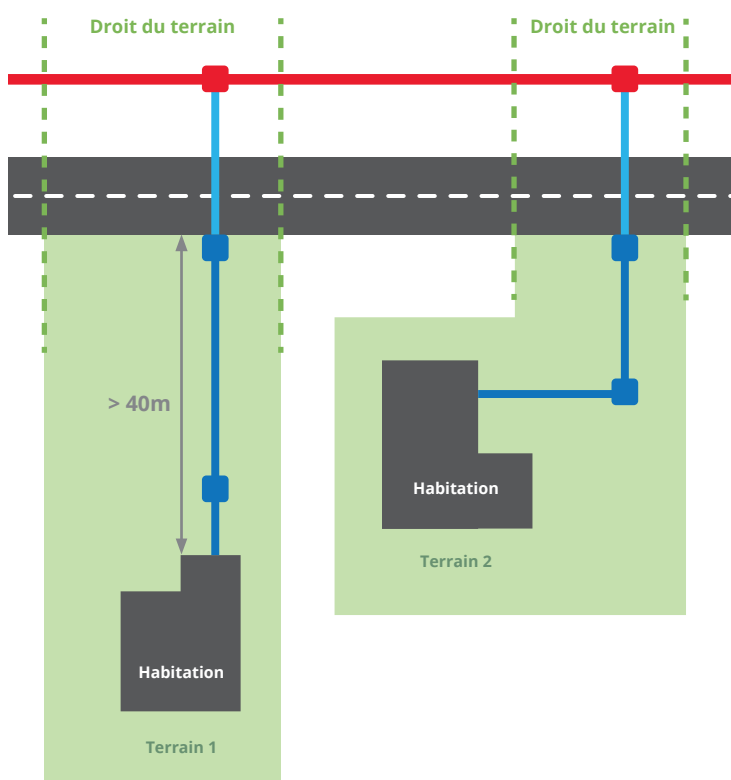 Droit du terrain
Droit du terrain
> 40m
Habitation
Terrain 2
Habitation
Terrain 1